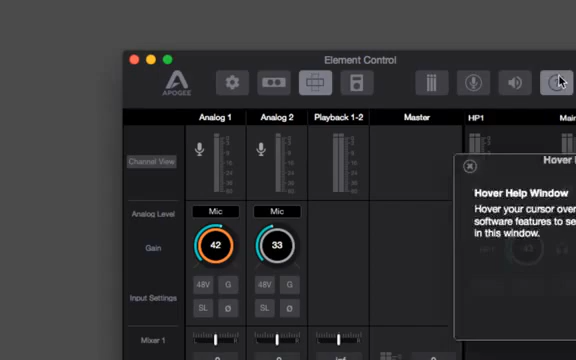 Element Control
APOGEE
Analog 1
Analog 2
Playback 1-2
Master
HP1
Main
Channel View
Hover
Hover Help Window
Hover your cursor over
software features to se
in this window.
Analog Level
Mic
Mic
Gain
42
33
48V
G
48V
G
Input Settings
SL
Ø
SL
Ø
Mixer 1